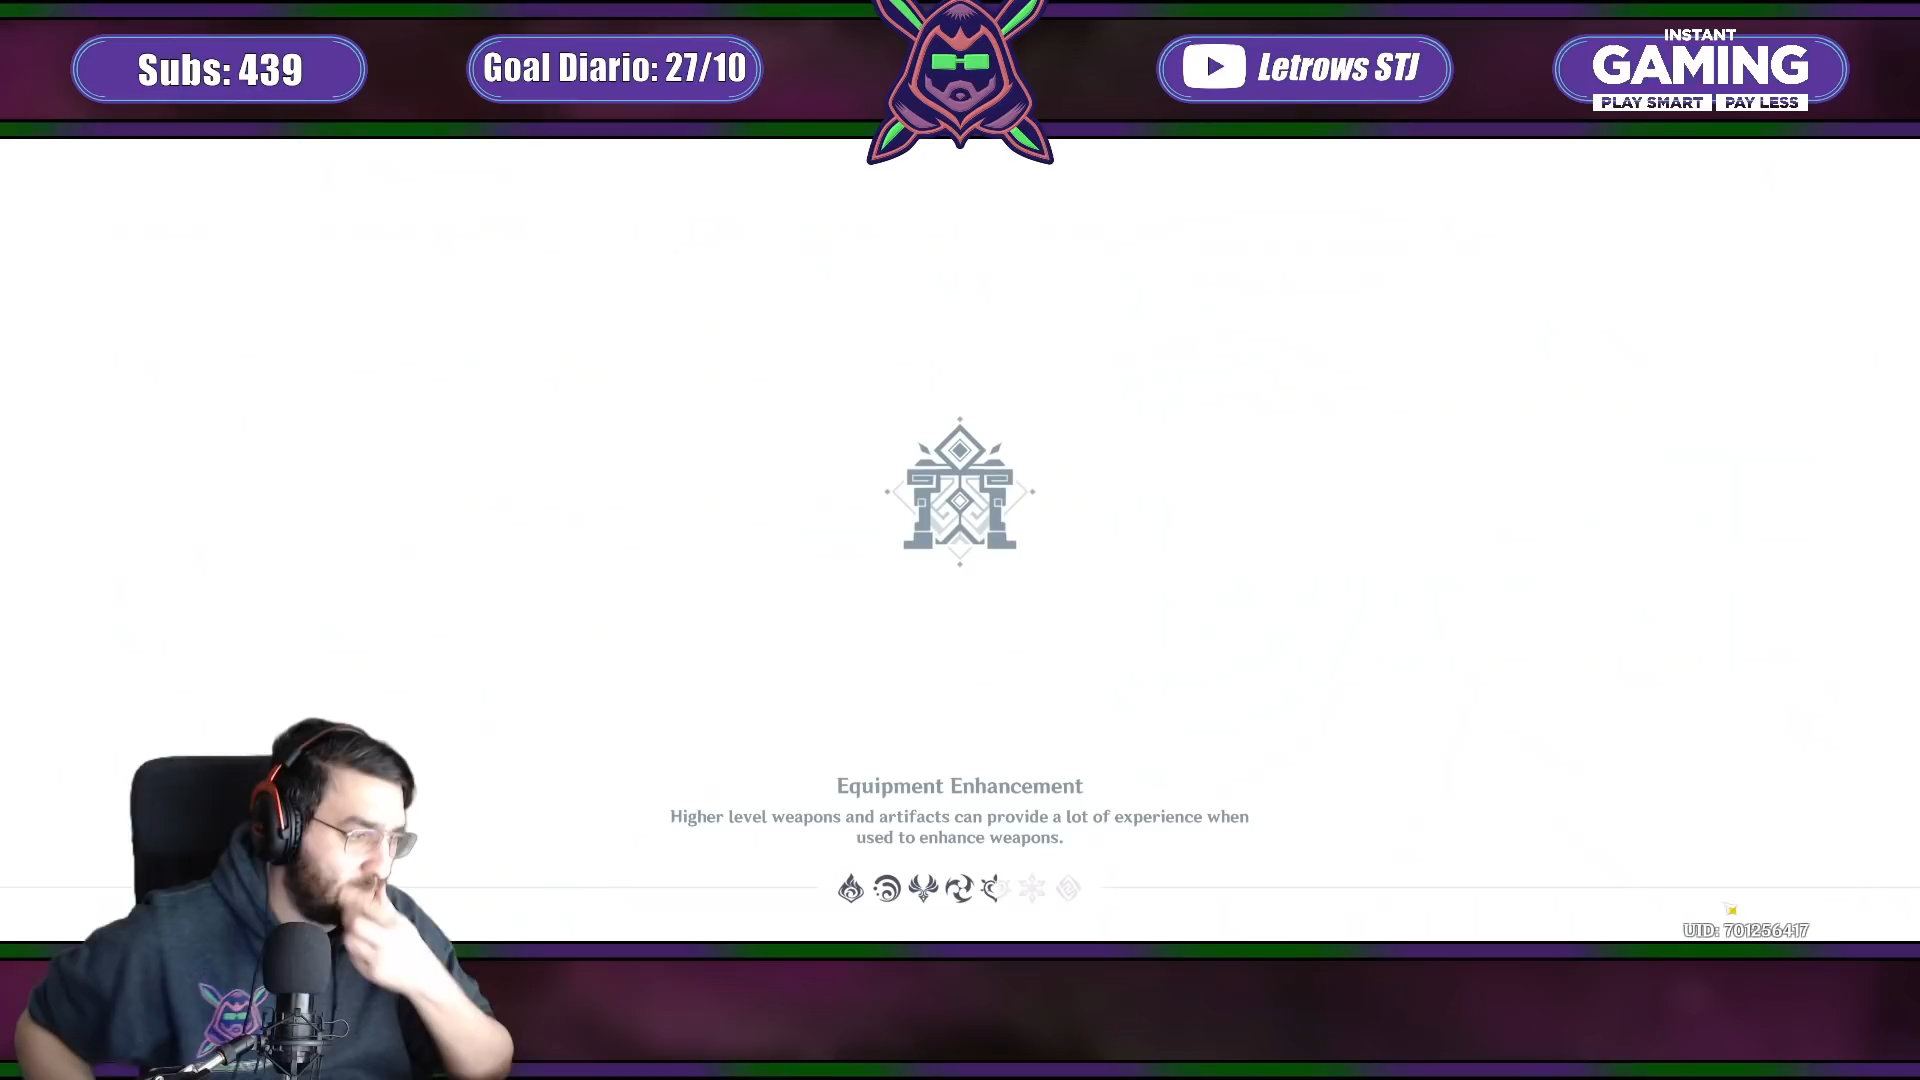 Subs: 439
Goal Diario: 27/10
Letrows STJ
INSTANT
GAMING
PLAY SMART PAY LESS
Equipment Enhancement
Higher level weapons and artifacts can provide a lot of experience when
used to enhance weapons.
UID: 701256417